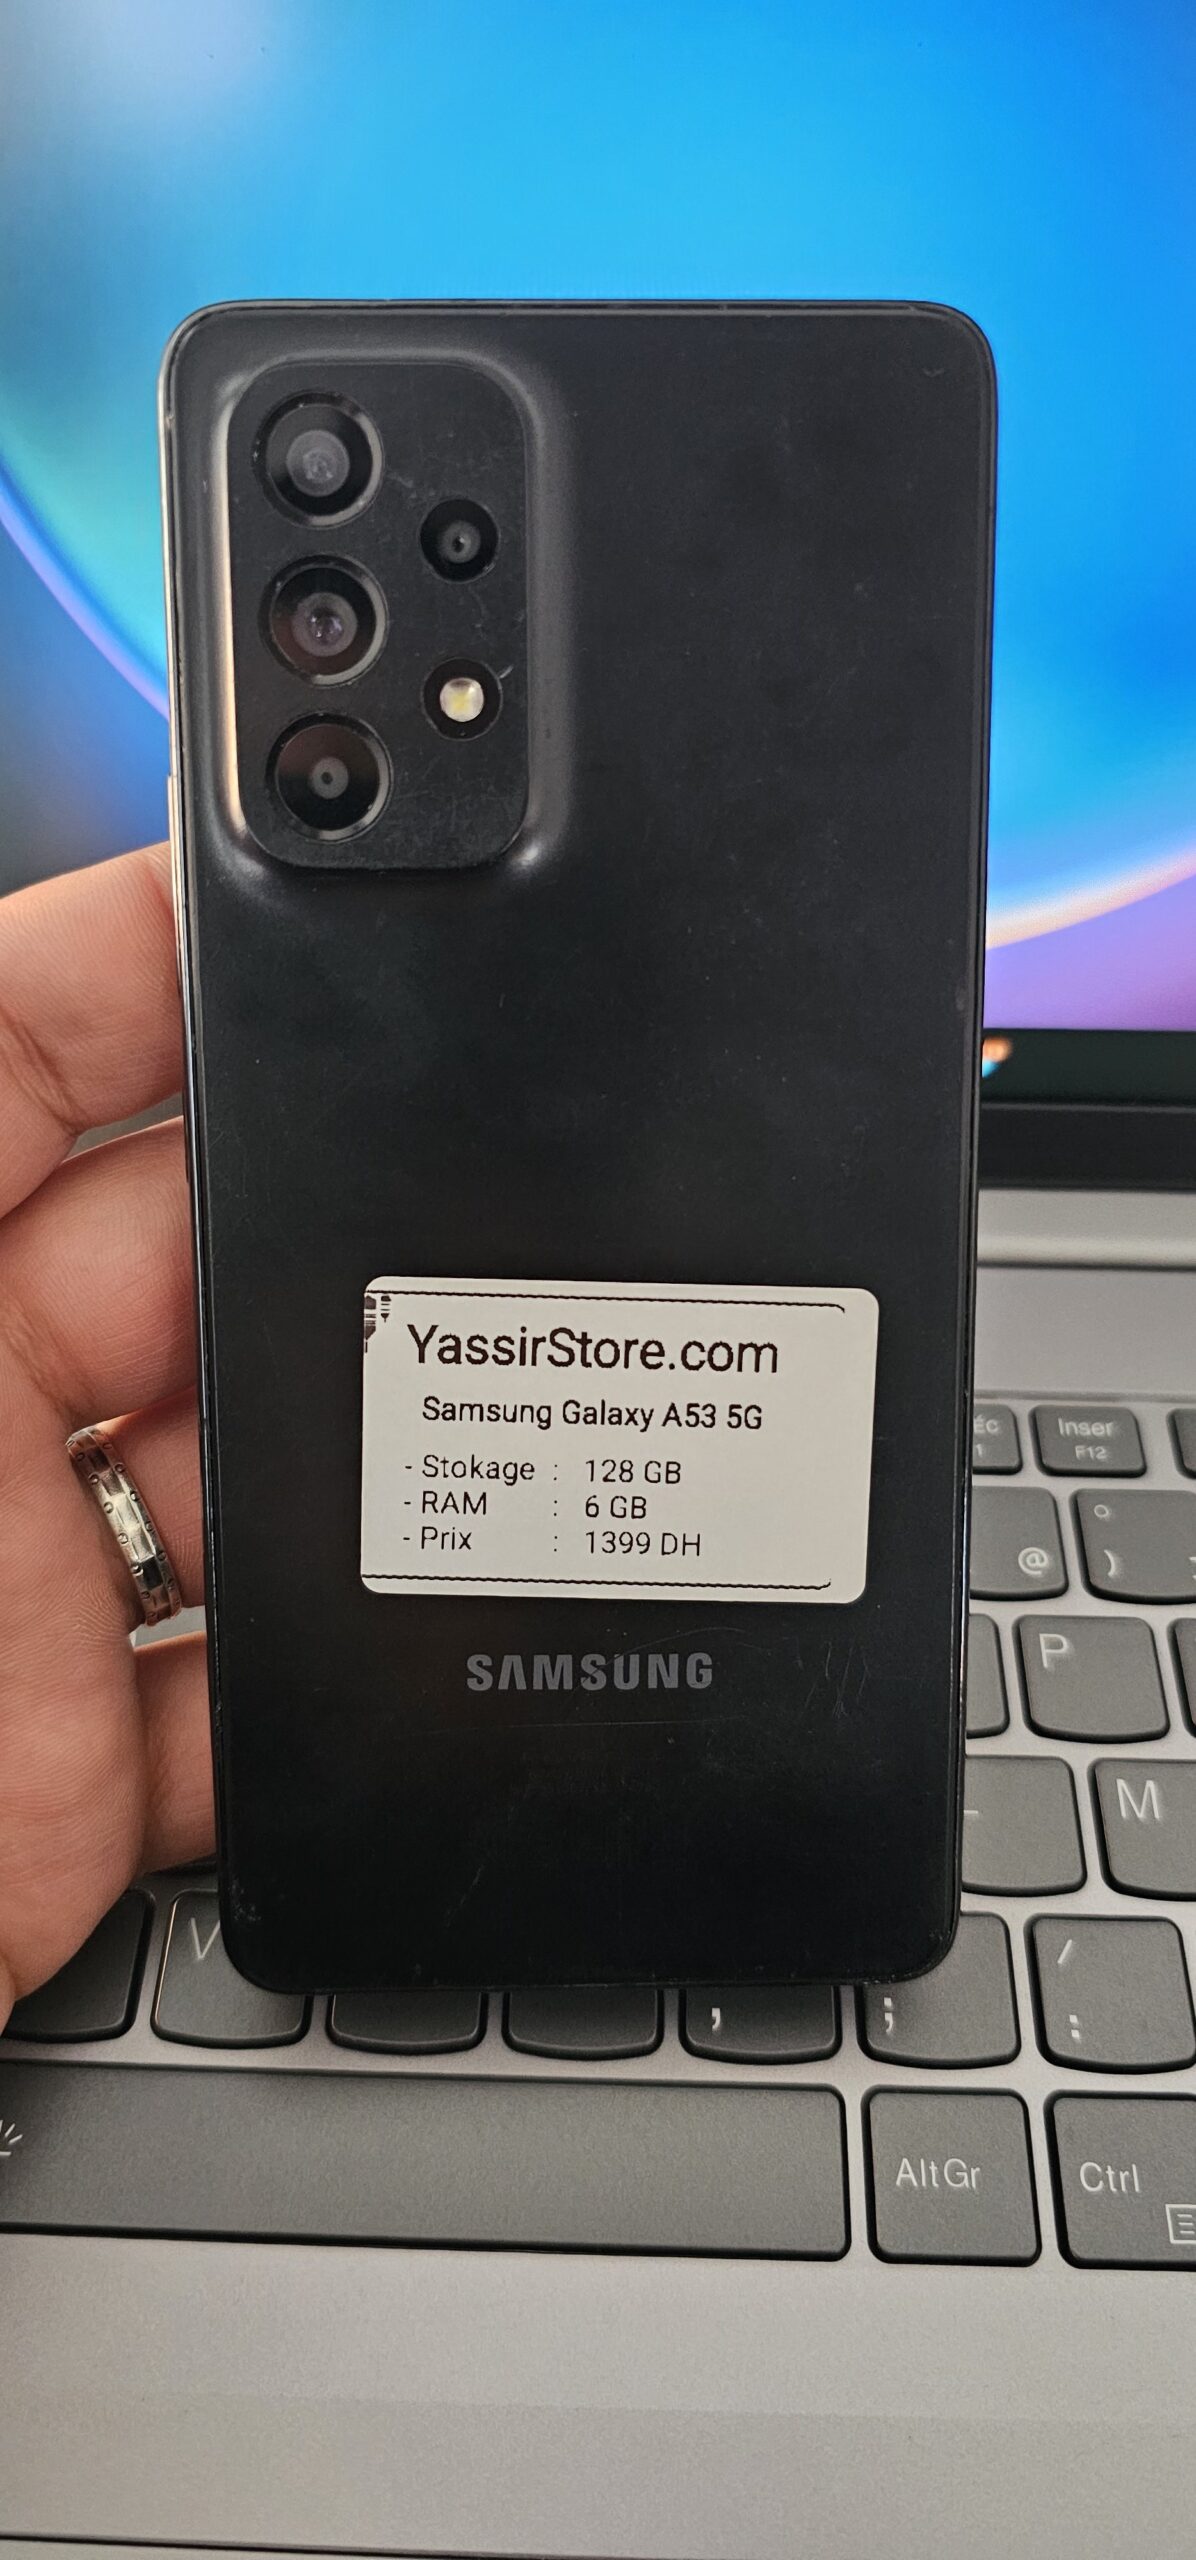 YassirStore.com
Samsung Galaxy A53 5G
- Stokage : 128 GB
- RAM : 6 GB
- Prix : 1399 DH
SAMSUNG
Inser
F12
@
°
)
P
M
V
,
;
/
:
AltGr
Ctrl